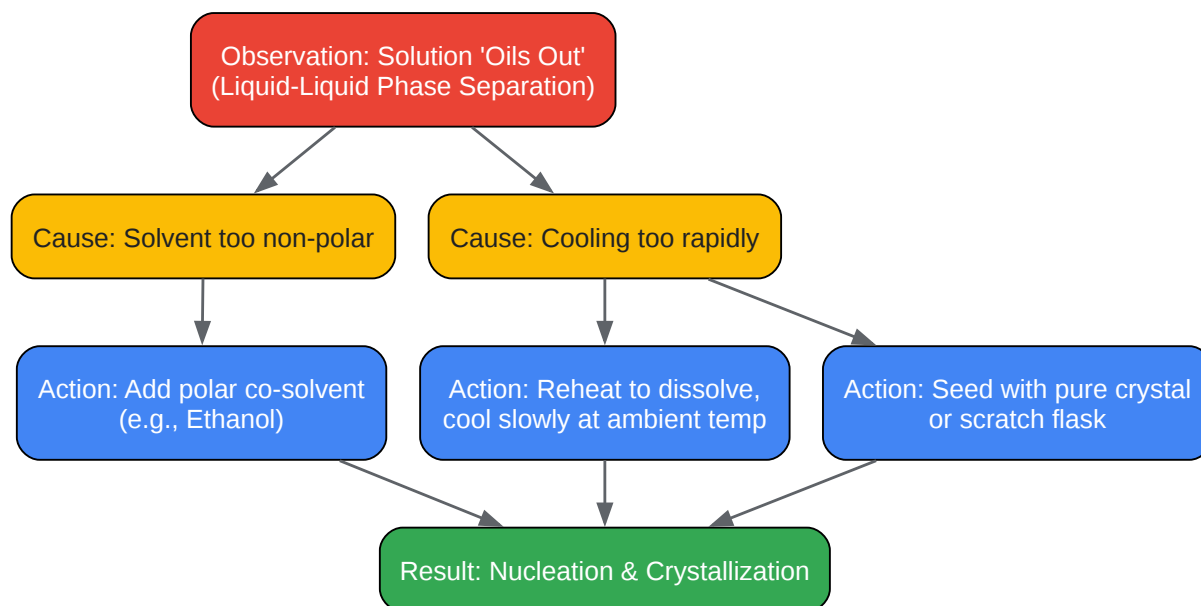 Observation: Solution 'Oils Out'
(Liquid-Liquid Phase Separation)
Cause: Solvent too non-polar
Cause: Cooling too rapidly
Action: Add polar co-solvent
(e.g., Ethanol)
Action: Reheat to dissolve,
cool slowly at ambient temp
Action: Seed with pure crystal
or scratch flask
Result: Nucleation & Crystallization